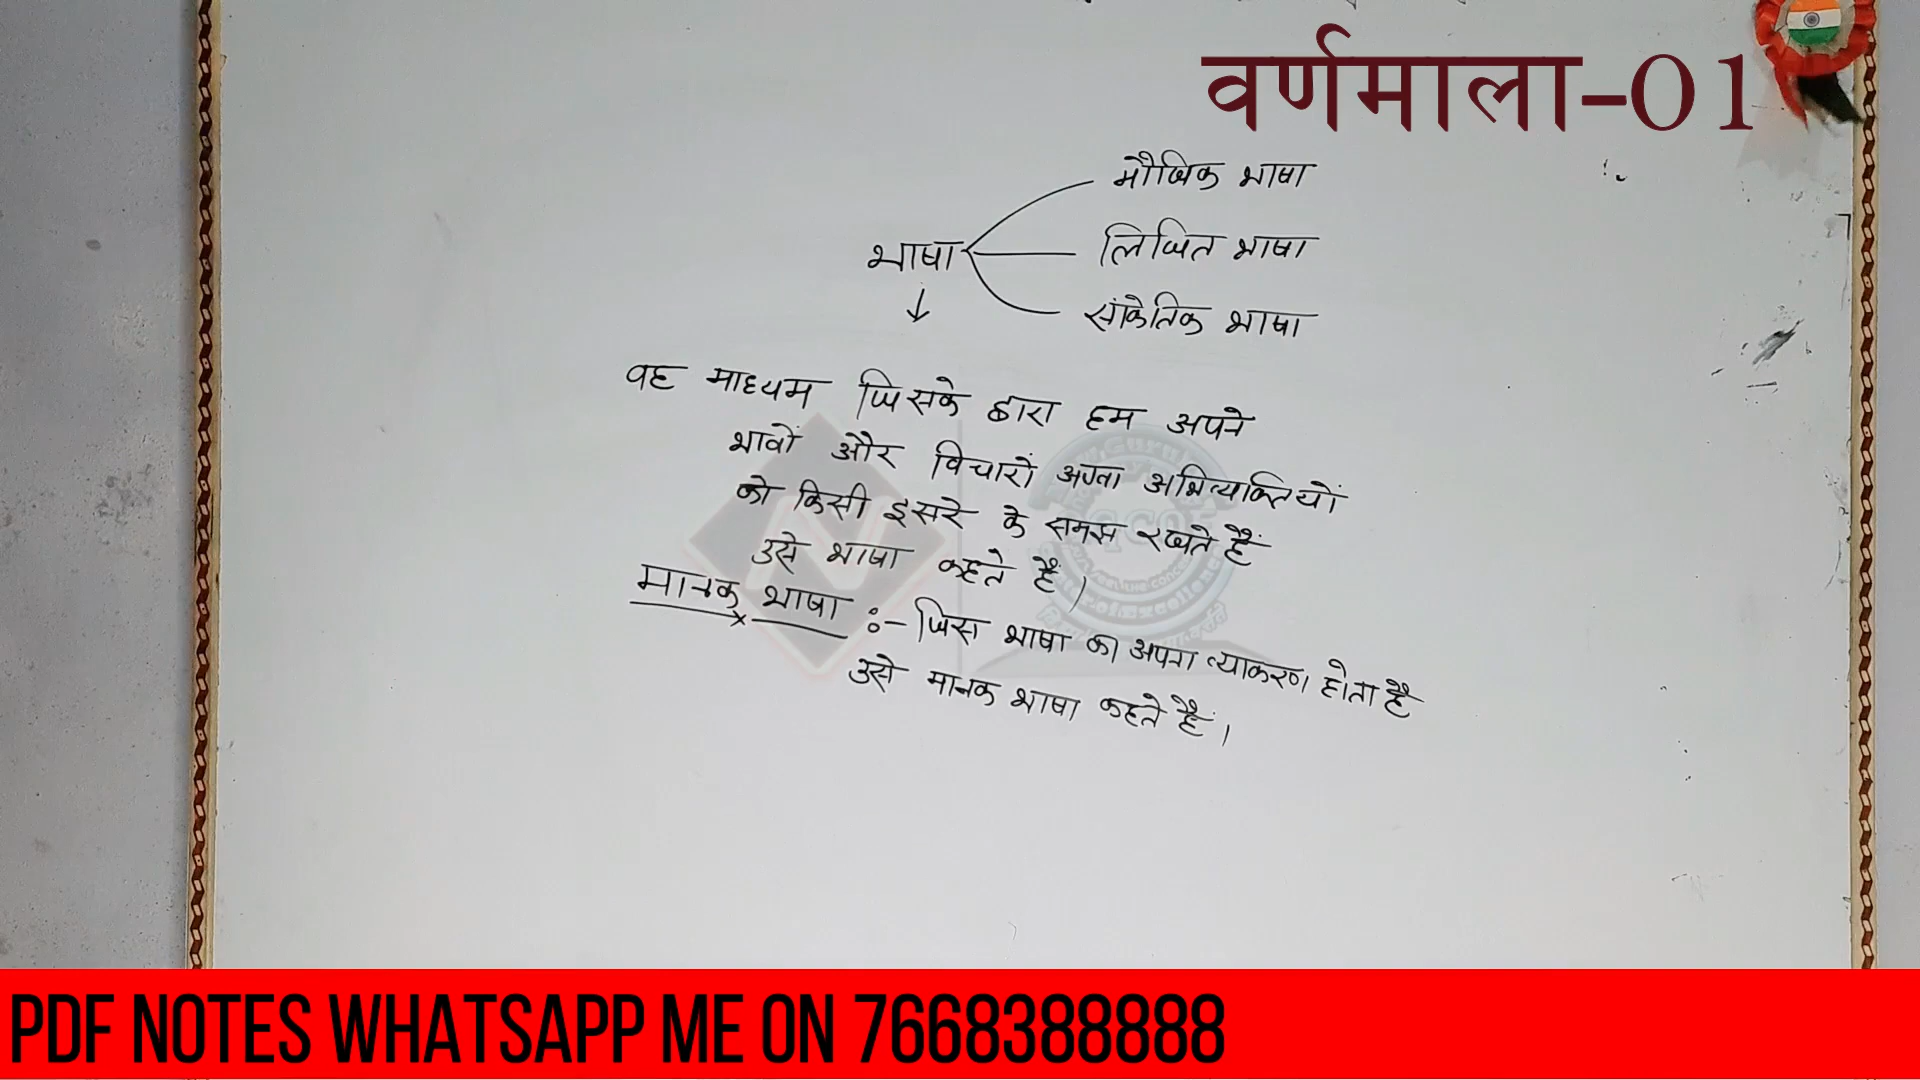 वर्णमाला-01
मौखिक भाषा
भाषा
लिखित भाषा
सांकेतिक भाषा
वह माध्यम जिसके द्वारा हम अपने
भावों और विचारों अथवा अभिव्यक्तियों
को किसी दूसरे के समक्ष रखते हैं
उसे भाषा कहते हैं।
मानक भाषा :- जिस भाषा का अपना व्याकरण होता है
उसे मानक भाषा कहते हैं।
PDF NOTES WHATSAPP ME ON 7668388888